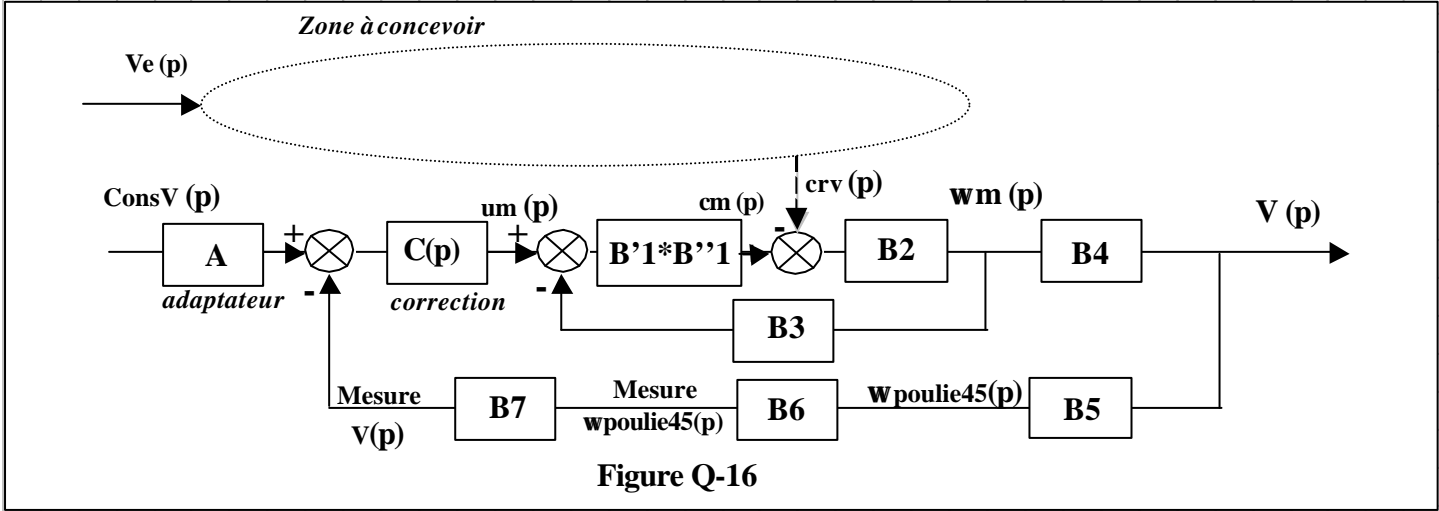 Zone à concevoir
Ve (p)
ConsV (p)
um (p)
cm (p)
crv (p)
wm (p)
V (p)
+
-
+
-
-
A
C(p)
B’1*B’’1
B2
B4
adaptateur
correction
B3
Mesure
V(p)
B7
Mesure
wpoulie45(p)
B6
wpoulie45(p)
B5
Figure Q-16